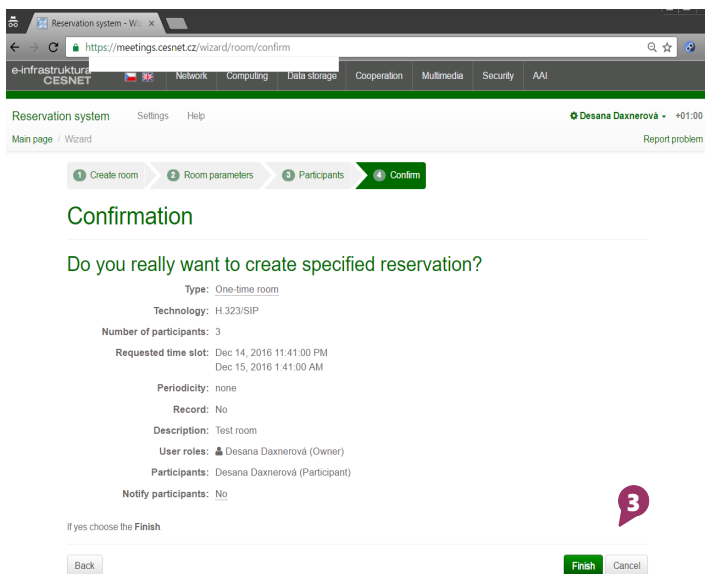 Reservation system - Wiz
https://meetings.cesnet.cz/wizard/room/confirm
e-infrastruktura
CESNET
Network Computing Data storage Cooperation Multimedia Security AAI
Reservation system Settings Help Desana Daxnerová +01:00
Main page / Wizard Report problem
1 Create room 2 Room parameters 3 Participants 4 Confirm
Confirmation
Do you really want to create specified reservation?
Type: One-time room
Technology: H.323/SIP
Number of participants: 3
Requested time slot: Dec 14, 2016 11:41:00 PM
Dec 15, 2016 1:41:00 AM
Periodicity: none
Record: No
Description: Test room
User roles: Desana Daxnerová (Owner)
Participants: Desana Daxnerová (Participant)
Notify participants: No
3
If yes choose the Finish.
Back Finish Cancel